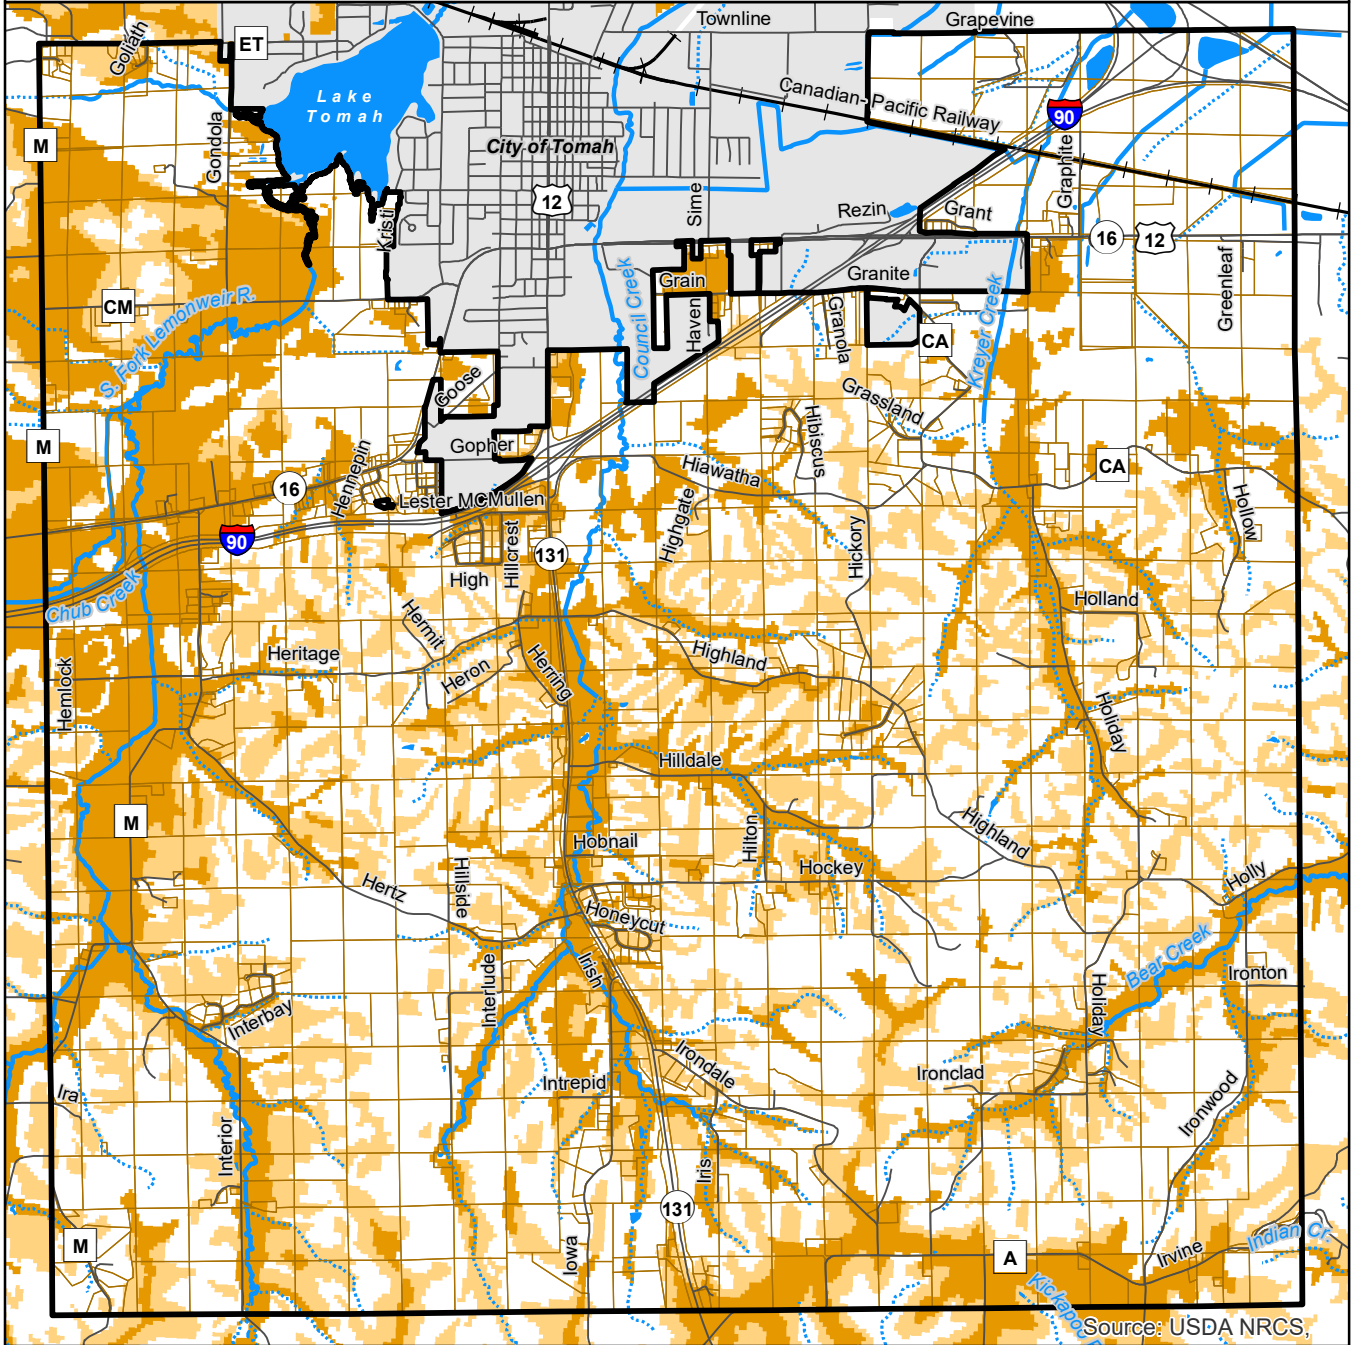 Townline
Grapevine
Goliath
ET
Lake
Tomah
Canadian-Pacific Railway
90
M
Gondola
City of Tomah
Graphite
12
Sime
Rezin
Grant
Kristi
16
12
Grain
Granite
Greenleaf
CM
S. Fork Lemonweir R.
Council Creek
Haven
Granola
CA
Kreyer Creek
Goose
Grassland
M
Gopher
Hibiscus
Hennepin
Hiawatha
CA
16
Lester McMullen
Highgate
Hollow
90
Hillcrest
131
Hickory
High
Chub Creek
Hermit
Holland
Heritage
Heron
Herring
Highland
Hemlock
Holiday
Hilldale
M
Hobnail
Hilton
Highland
Hockey
Hertz
Hillside
Holly
Honeycut
Bear Creek
Irish
Interlude
Ironton
Holiday
Interbay
Irondale
Ironclad
Intrepid
Ira
Ironwood
Interior
Iris
131
M
Iowa
A
Irvine
Indian Cr.
Kickapoo
Source: USDA NRCS,